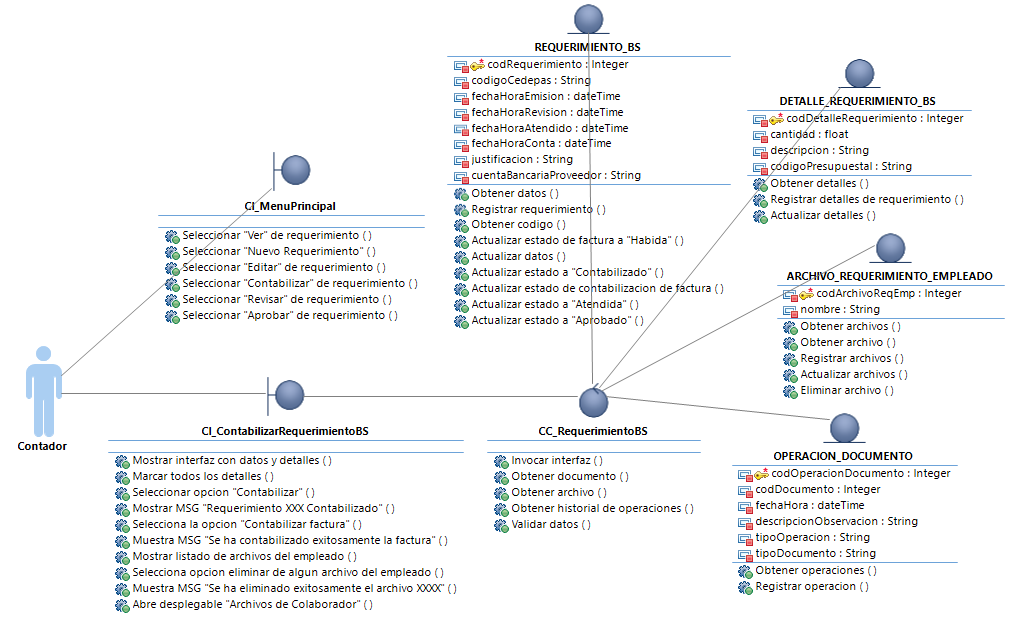 REQUERIMIENTO_BS
codRequerimiento : Integer
codigoCedepas : String
fechaHoraEmision : dateTime
fechaHoraRevision : dateTime
fechaHoraAtendido : dateTime
fechaHoraConta : dateTime
justificacion : String
cuentaBancariaProveedor : String
Obtener datos ( )
Registrar requerimiento ( )
Obtener codigo ( )
Actualizar estado de factura a "Habida" ( )
Actualizar datos ( )
Actualizar estado a "Contabilizado" ( )
Actualizar estado de contabilizacion de factura ( )
Actualizar estado a "Atendida" ( )
Actualizar estado a "Aprobado" ( )
DETALLE_REQUERIMIENTO_BS
codDetalleRequerimiento : Integer
cantidad : float
descripcion : String
codigoPresupuestal : String
Obtener detalles ( )
Registrar detalles de requerimiento ( )
Actualizar detalles ( )
CI_MenuPrincipal
Seleccionar "Ver" de requerimiento ( )
Seleccionar "Nuevo Requerimiento" ( )
Seleccionar "Editar" de requerimiento ( )
Seleccionar "Contabilizar" de requerimiento ( )
Seleccionar "Revisar" de requerimiento ( )
Seleccionar "Aprobar" de requerimiento ( )
ARCHIVO_REQUERIMIENTO_EMPLEADO
codArchivoReqEmp : Integer
nombre : String
Obtener archivos ( )
Obtener archivo ( )
Registrar archivos ( )
Actualizar archivos ( )
Eliminar archivo ( )
Contador
CI_ContabilizarRequerimientoBS
Mostrar interfaz con datos y detalles ( )
Marcar todos los detalles ( )
Seleccionar opcion "Contabilizar" ( )
Mostrar MSG "Requerimiento XXX Contabilizado" ( )
Selecciona la opcion "Contabilizar factura" ( )
Muestra MSG "Se ha contabilizado exitosamente la factura" ( )
Mostrar listado de archivos del empleado ( )
Selecciona opcion eliminar de algun archivo del empleado ( )
Muestra MSG "Se ha eliminado exitosamente el archivo XXXX" ( )
Abre desplegable "Archivos de Colaborador" ( )
CC_RequerimientoBS
Invocar interfaz ( )
Obtener documento ( )
Obtener archivo ( )
Obtener historial de operaciones ( )
Validar datos ( )
OPERACION_DOCUMENTO
codOperacionDocumento : Integer
codDocumento : Integer
fechaHora : dateTime
descripcionObservacion : String
tipoOperacion : String
tipoDocumento : String
Obtener operaciones ( )
Registrar operacion ( )